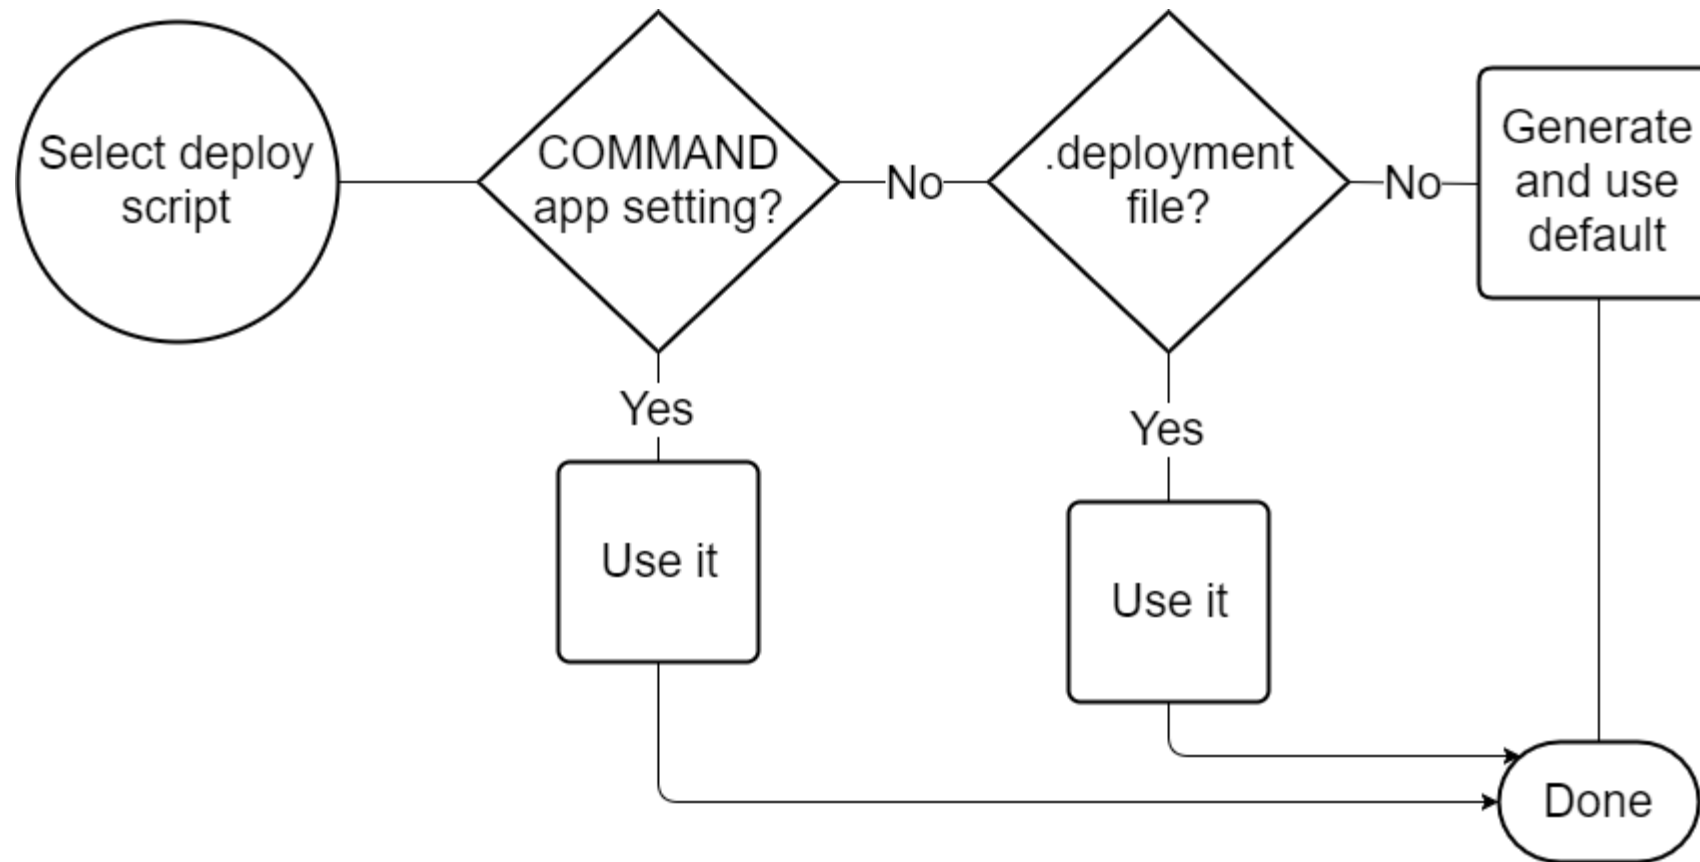 Select deploy
script
COMMAND
app setting?
No
.deployment
file?
No
Generate
and use
default
Yes
Yes
Use it
Use it
Done